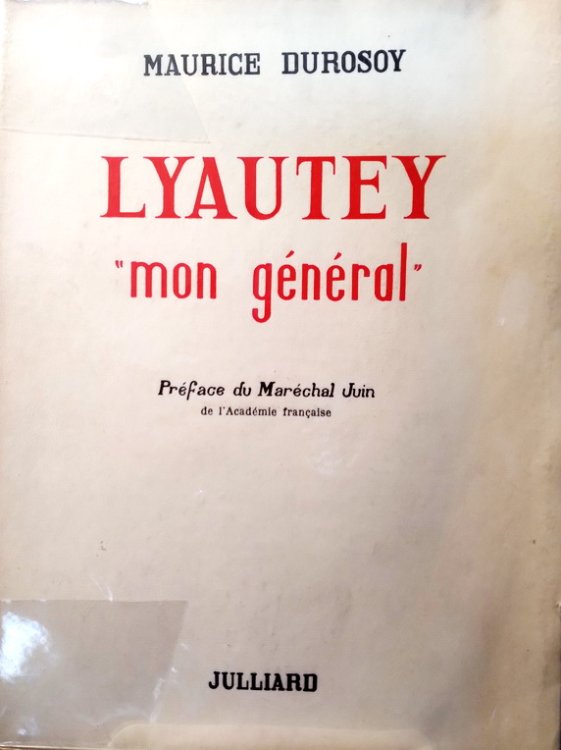 MAURICE DUROSOY
LYAUTEY
"mon général"
Préface du Maréchal Juin
de l'Académie française
JULLIARD